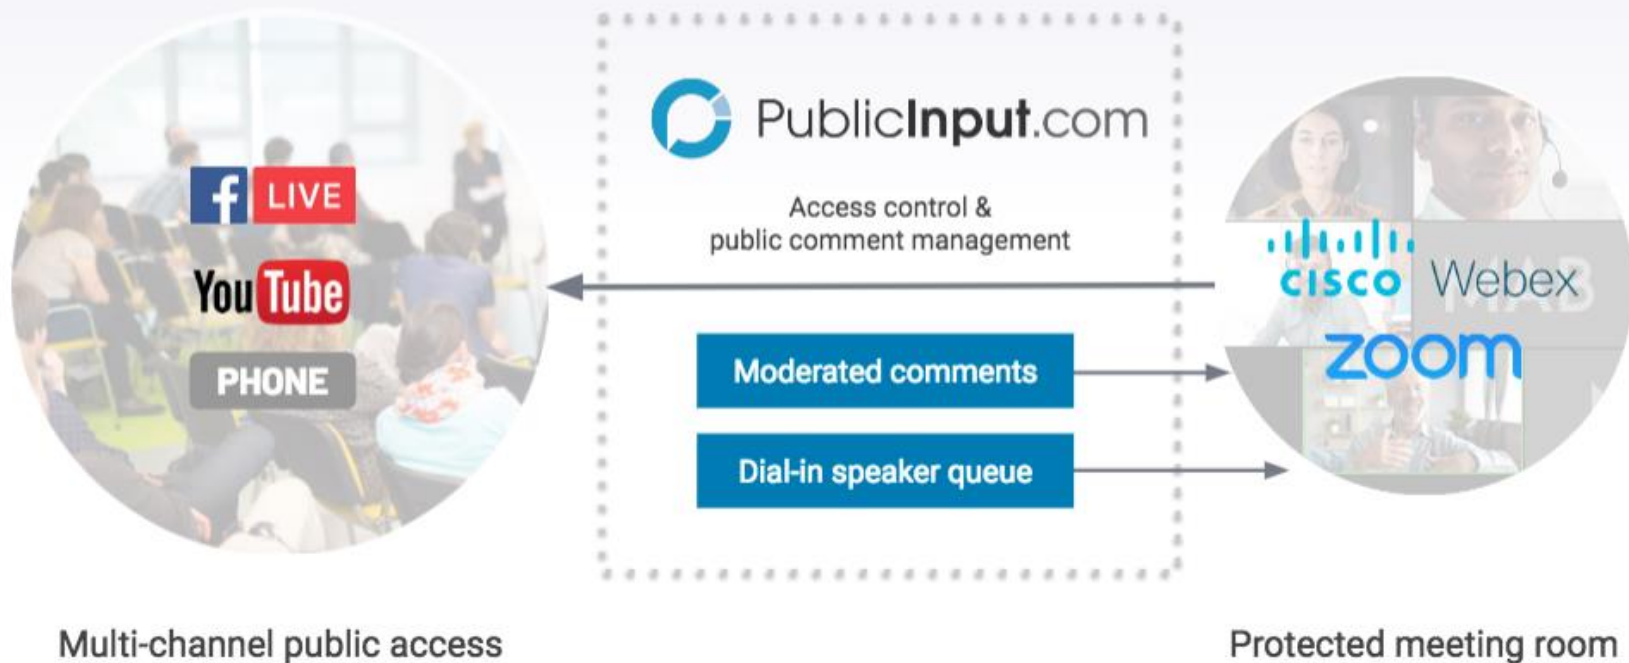 PublicInput.com
Access control &
public comment management
f LIVE
YouTube
PHONE
Moderated comments
Dial-in speaker queue
CISCO Webex
MAB
zoom
Multi-channel public access
Protected meeting room